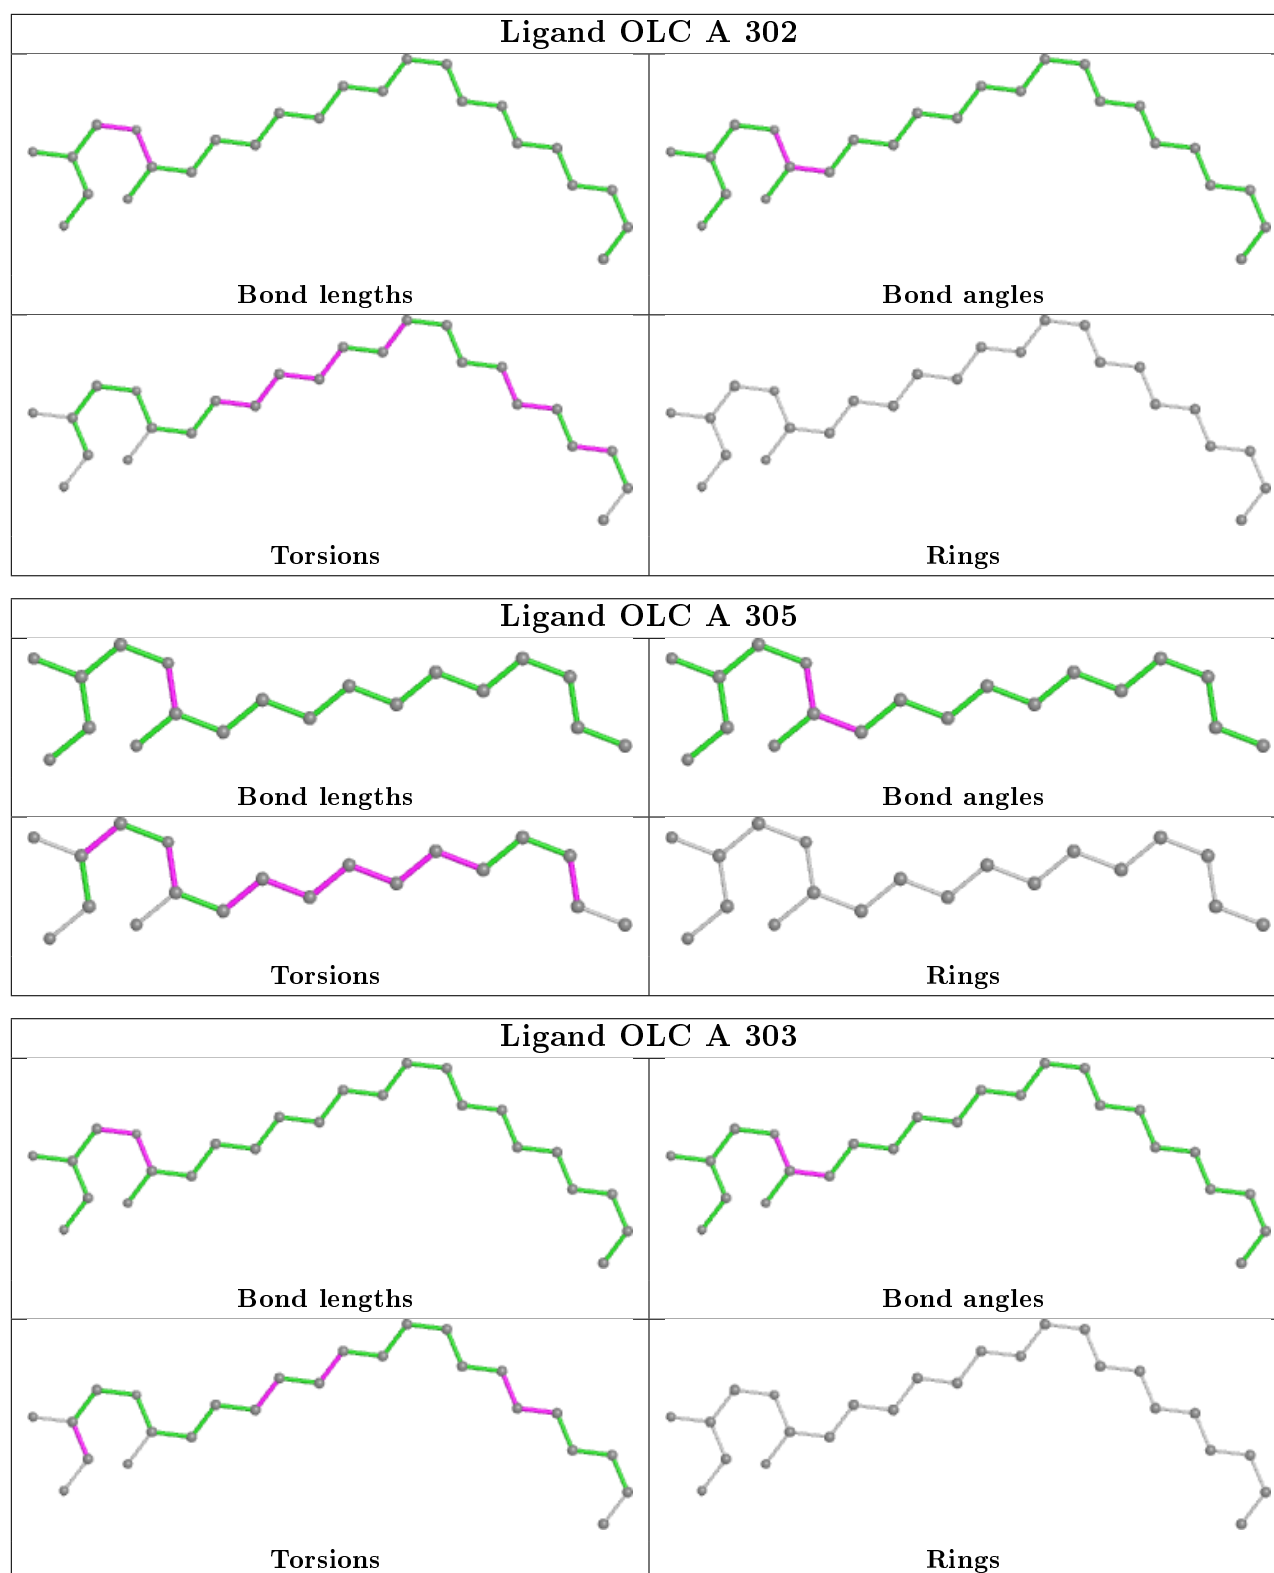 Ligand OLC A 302
Bond lengths
Bond angles
Torsions
Rings
Ligand OLC A 305
Bond lengths
Bond angles
Torsions
Rings
Ligand OLC A 303
Bond lengths
Bond angles
Torsions
Rings